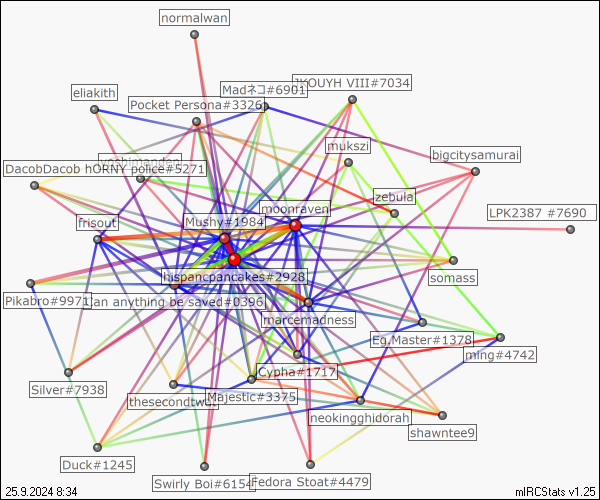 normalwan
Madネコ#6901
JKOUYH VIII#7034
eliakith
Pocket Persona#3326
mukszi
bigcitysamurai
DacobDacob hORNY police#5271
zebula
moonraven
LPK2387 #7690
frisout
Mushy#1984
hispanicpancakes#2928
somass
Pikabro#9971
Can anything be saved#0396
marcemadness
Eg.Master#1378
ming#4742
Cypha#1717
Silver#7938
Majestic#3375
neokingghidorah
shawntee9
Duck#1245
Swirly Boi#6154
Fedora Stoat#4479
25.9.2024 8:34
mIRCStats v1.25